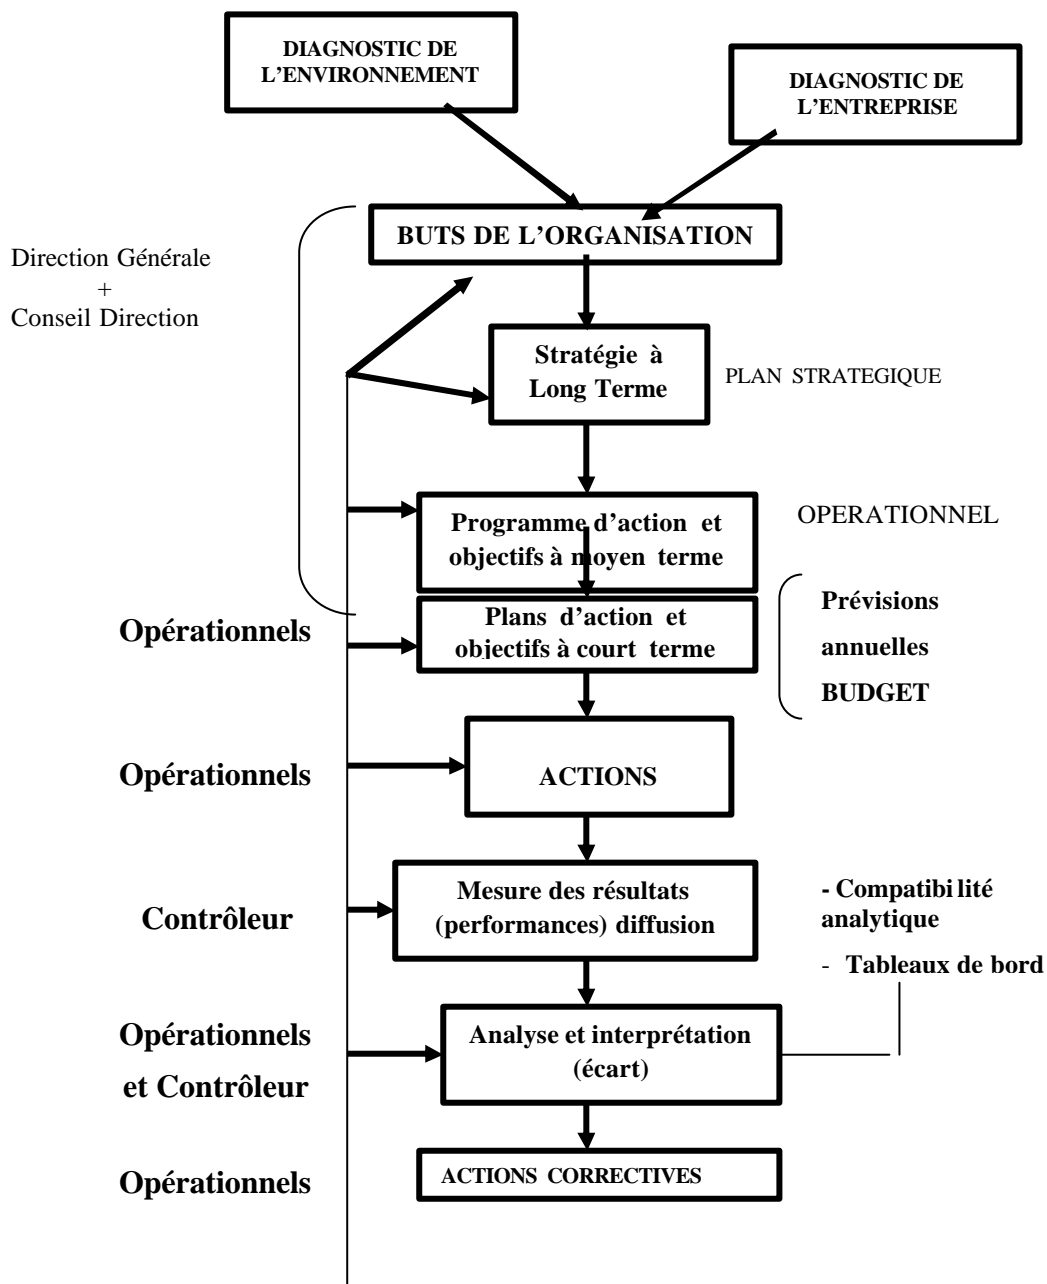 DIAGNOSTIC DE
L’ENVIRONNEMENT
DIAGNOSTIC DE
L’ENTREPRISE
BUTS DE L’ORGANISATION
Direction Générale
+
Conseil Direction
Stratégie à
Long Terme
PLAN STRATEGIQUE
Programme d’action et
objectifs à moyen terme
OPERATIONNEL
Opérationnels
Plans d’action et
objectifs à court terme
Prévisions
annuelles
BUDGET
Opérationnels
ACTIONS
Contrôleur
Mesure des résultats
(performances) diffusion
- Compatibi lité
analytique
- Tableaux de bord
Opérationnels
et Contrôleur
Analyse et interprétation
(écart)
Opérationnels
ACTIONS CORRECTIVES